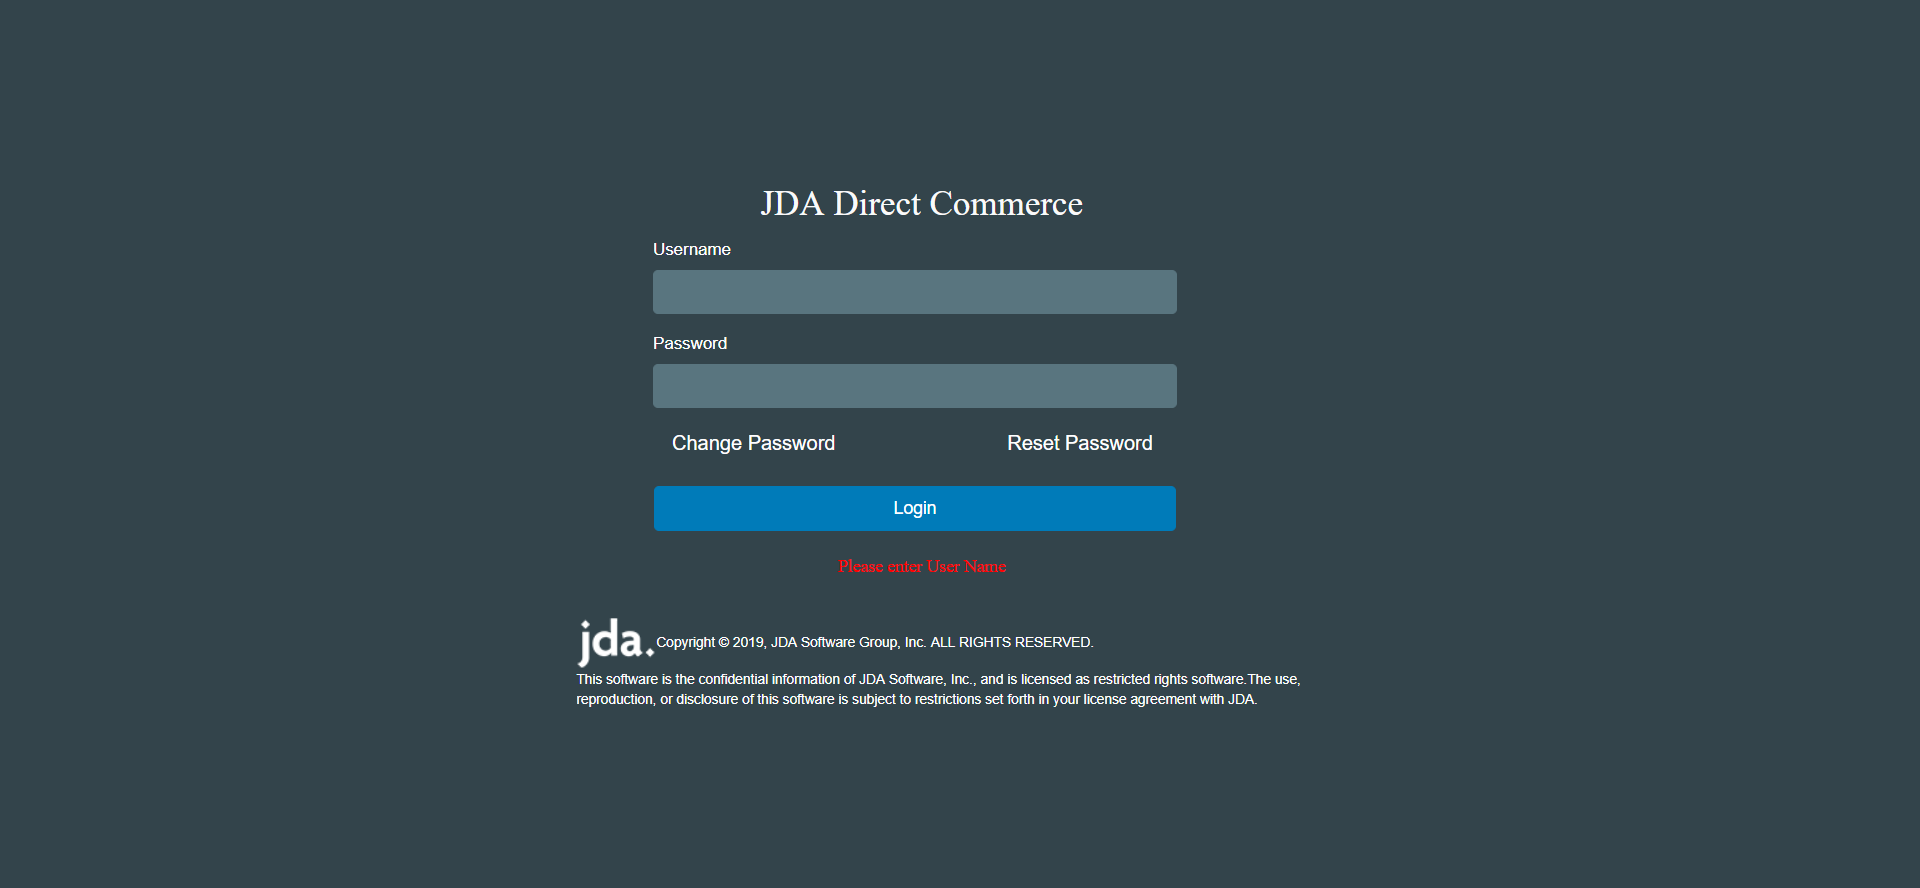 JDA Direct Commerce
Username
Password
Change Password Reset Password
Login
Please enter User Name
jda. Copyright © 2019, JDA Software Group, Inc. ALL RIGHTS RESERVED.
This software is the confidential information of JDA Software, Inc., and is licensed as restricted rights software.The use,
reproduction, or disclosure of this software is subject to restrictions set forth in your license agreement with JDA.